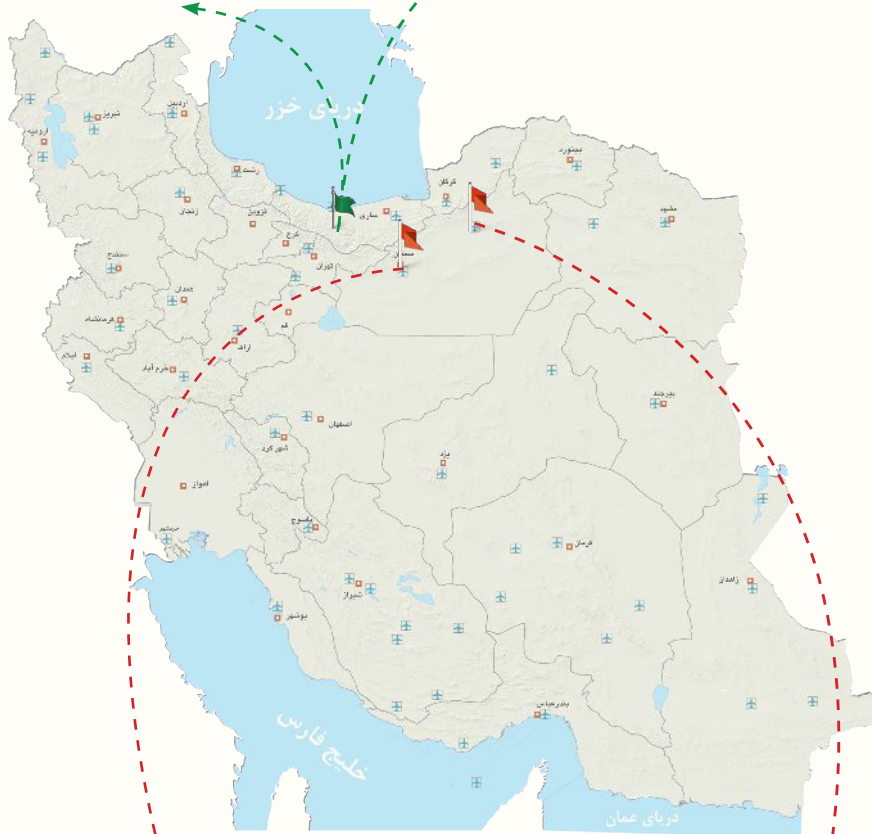 دریای خزر
تبریز
اردبیل
ارومیه
بجنورد
رشت
گرگان
زنجان
قزوین
ساری
مشهد
کرج
سنندج
تهران
سمنان
همدان
کرمانشاه
قم
اراک
ایلام
خرم آباد
بیرجند
اصفهان
شهرکرد
یزد
اهواز
یاسوج
خرمشهر
کرمان
زاهدان
شیراز
بوشهر
بندرعباس
خلیج فارس
دریای عمان